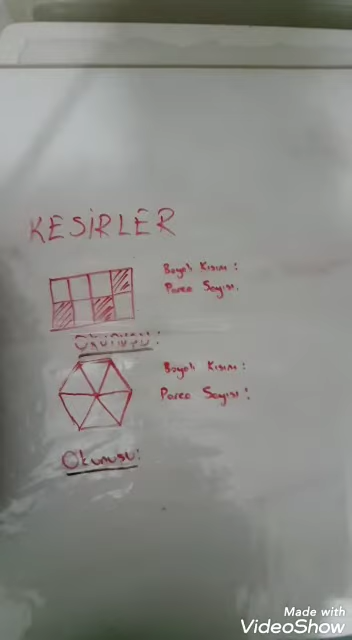 KESİRLER
Boyalı Kısım :
Parça Sayısı:
Okunuşu :
Boyalı Kısım :
Parça Sayısı :
Okunuşu:
Made with
VideoShow